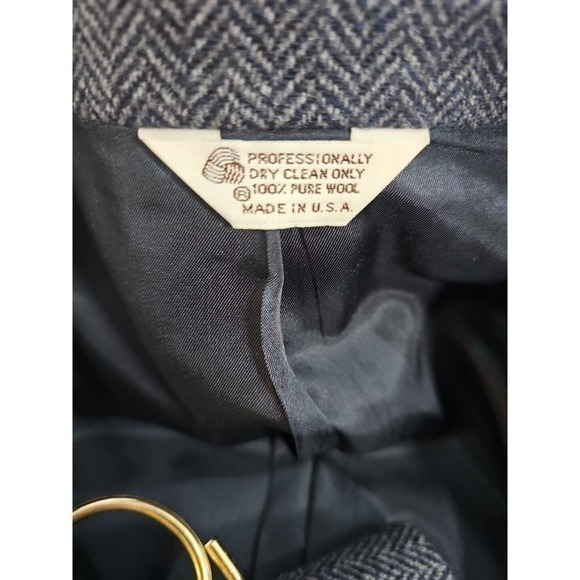 PROFESSIONALLY
DRY CLEAN ONLY
® 100% PURE WOOL
MADE IN U.S.A.